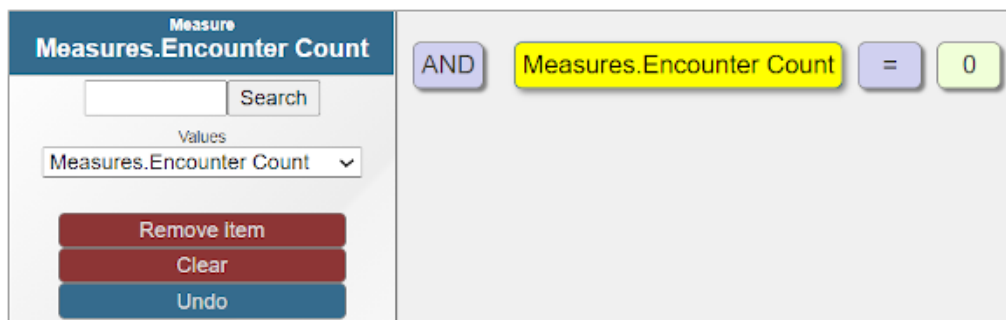 Measure
Measures.Encounter Count
Search
Values
Measures.Encounter Count
Remove Item
Clear
Undo
AND Measures.Encounter Count = 0